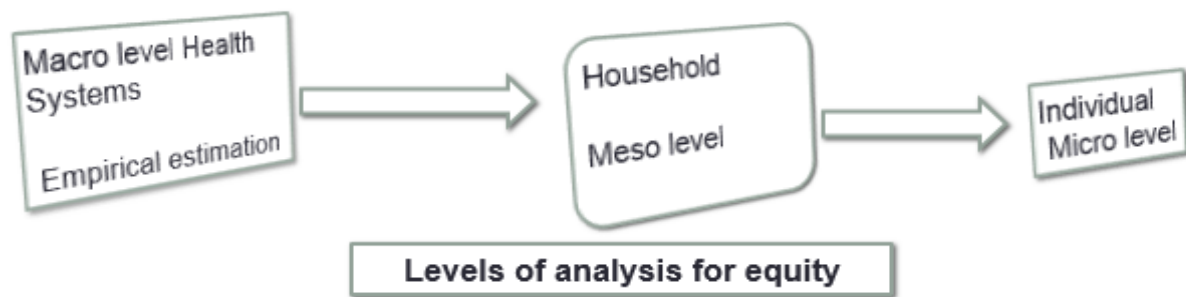 Macro level Health
Systems
Empirical estimation
Household
Meso level
Individual
Micro level
Levels of analysis for equity